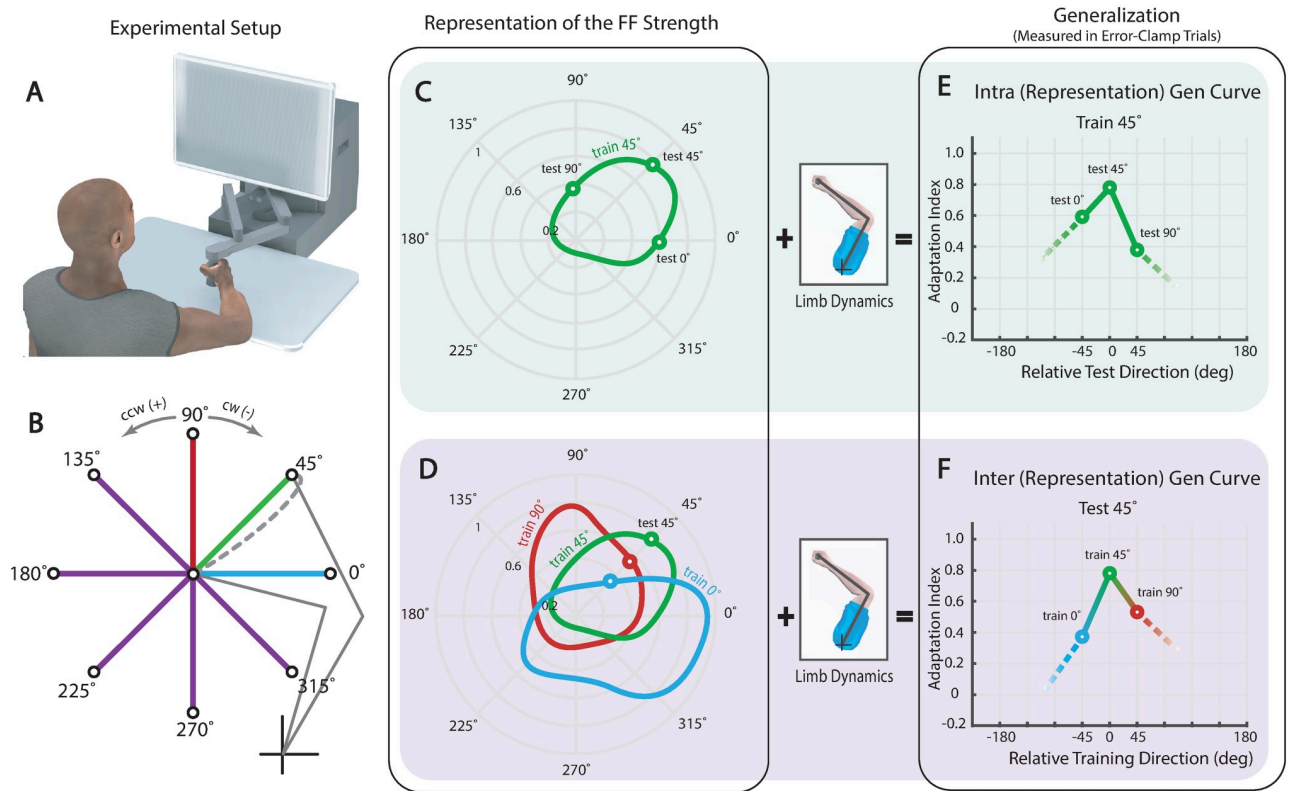 Experimental Setup
Representation of the FF Strength
Generalization
(Measured in Error-Clamp Trials)
A
C
90˚
135˚
45˚
1
train 45˚
test 90˚
test 45˚
0.6
0.2
180˚
0˚
test 0˚
225˚
315˚
270˚
+
Limb Dynamics
=
E
Intra (Representation) Gen Curve
Train 45˚
1.0
0.8
0.6
0.4
0.2
0
-0.2
Adaptation Index
test 45˚
test 0˚
test 90˚
-180
-45
0
45
180
Relative Test Direction (deg)
B
ccw (+)
90˚
cw (-)
135˚
45˚
180˚
0˚
225˚
315˚
270˚
D
90˚
135˚
45˚
1
train 90˚
train 45˚
test 45˚
0.6
train 0˚
0.2
180˚
0˚
225˚
315˚
270˚
+
Limb Dynamics
=
F
Inter (Representation) Gen Curve
Test 45˚
1.0
0.8
0.6
0.4
0.2
0
-0.2
Adaptation Index
train 45˚
train 0˚
train 90˚
-180
-45
0
45
180
Relative Training Direction (deg)